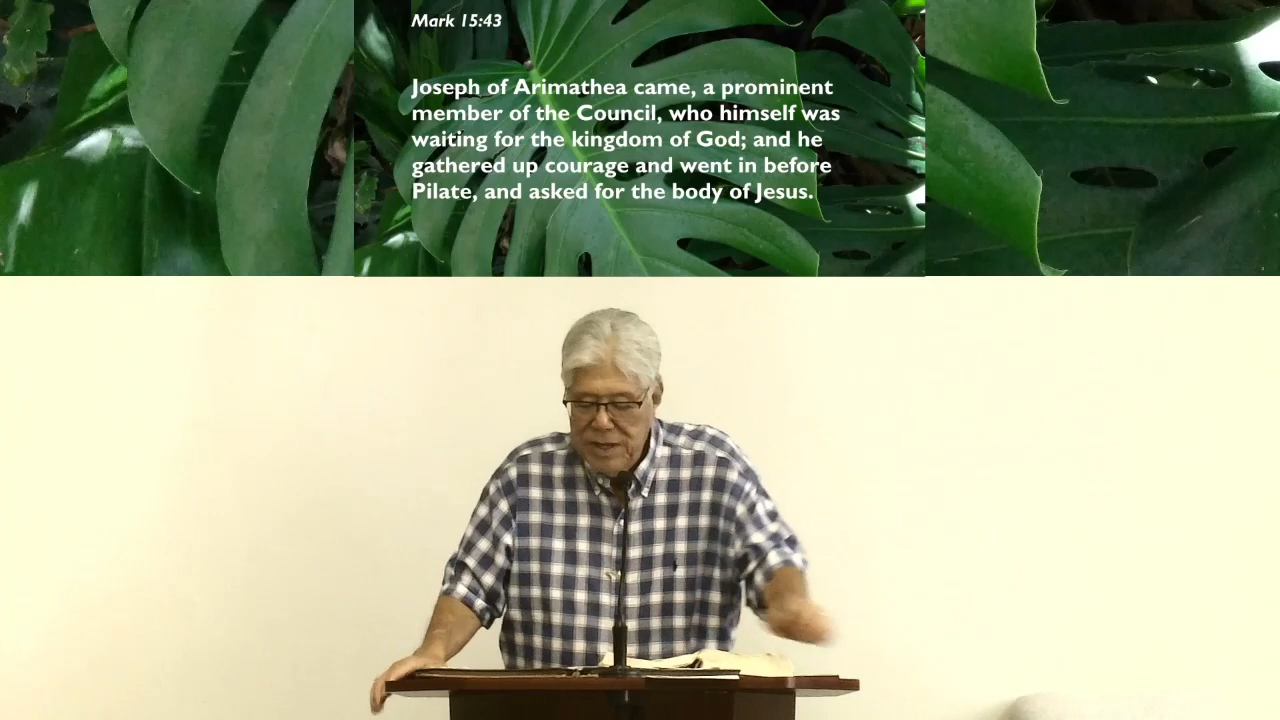 Mark 15:43
Joseph of Arimathea came, a prominent
member of the Council, who himself was
waiting for the kingdom of God; and he
gathered up courage and went in before
Pilate, and asked for the body of Jesus.